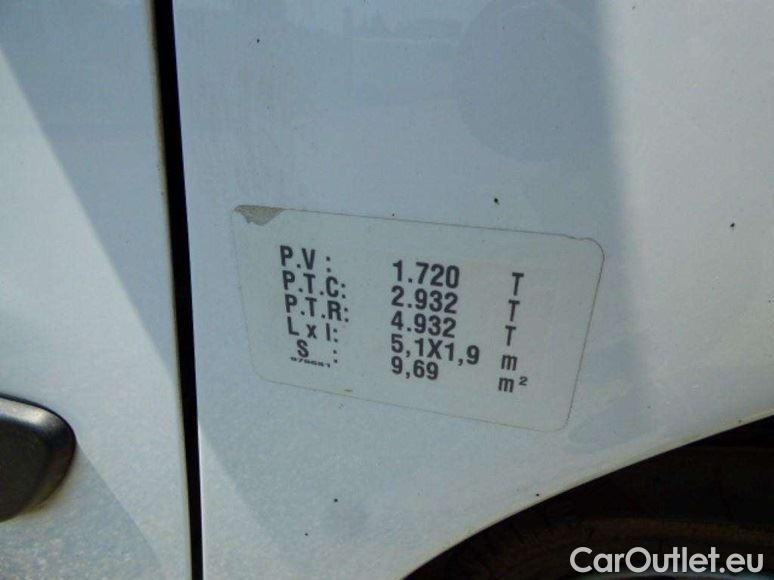 P.V : 1.720 T
P.T.C: 2.932 T
P.T.R: 4.932 T
L x l: 5,1X1,9 m
S : 9,69 m²
CarOutlet.eu